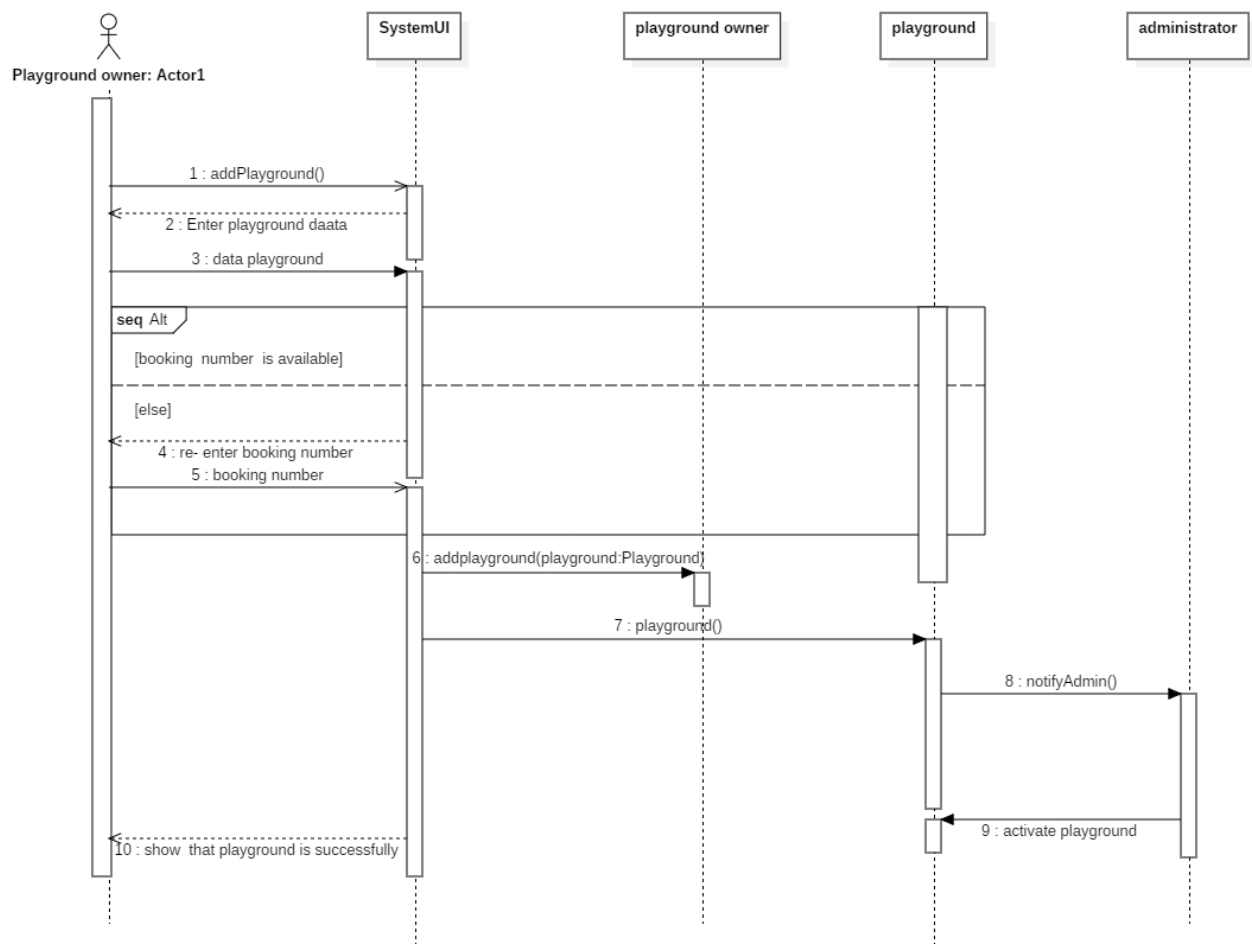 SystemUI
playground owner
playground
administrator
Playground owner: Actor1
1 : addPlayground()
2 : Enter playground daata
3 : data playground
seq Alt
[booking number is available]
[else]
4 : re- enter booking number
5 : booking number
6 : addplayground(playground:Playground)
7 : playground()
8 : notifyAdmin()
9 : activate playground
10 : show that playground is successfully